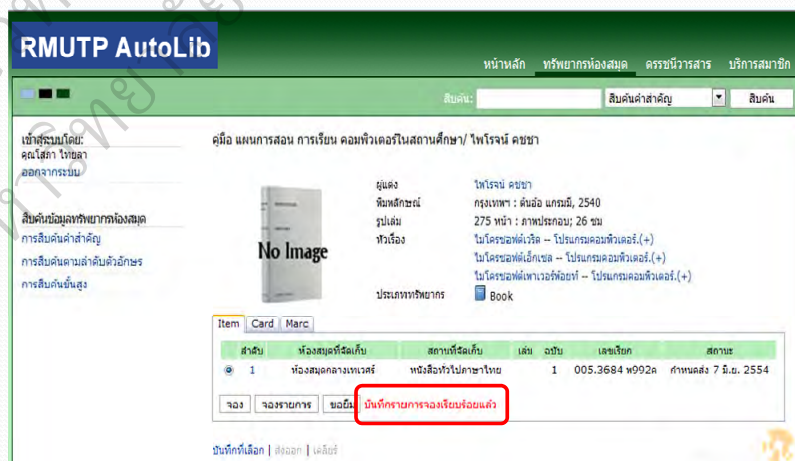 RMUTP AutoLib
หน้าหลัก ทรัพยากรห้องสมุด ดรรชนีวารสาร บริการสมาชิก
สืบค้น: สืบค้นคำสำคัญ สืบค้น
เข้าสู่ระบบโดย:
คุณโสภา ไทยลา
ออกจากระบบ
สืบค้นข้อมูลทรัพยากรห้องสมุด
การสืบค้นคำสำคัญ
การสืบค้นตามลำดับตัวอักษร
การสืบค้นขั้นสูง
คู่มือ แผนการสอน การเรียน คอมพิวเตอร์ในสถานศึกษา/ ไพโรจน์ คชชา
No Image
ผู้แต่ง ไพโรจน์ คชชา
พิมพลักษณ์ กรุงเทพฯ : ดันอ้อ แกรมมี่, 2540
รูปเล่ม 275 หน้า : ภาพประกอบ; 26 ซม
หัวเรื่อง ไมโครซอฟต์เวิร์ด -- โปรแกรมคอมพิวเตอร์.(+)
ไมโครซอฟต์เอ็กเซล -- โปรแกรมคอมพิวเตอร์.(+)
ไมโครซอฟต์เพาเวอร์พ้อยท์ -- โปรแกรมคอมพิวเตอร์.(+)
ประเภททรัพยากร Book
Item Card Marc
ลำดับ ห้องสมุดที่จัดเก็บ สถานที่จัดเก็บ เล่ม ฉบับ เลขเรียก สถานะ
1 ห้องสมุดกลางเทเวศร์ หนังสือทั่วไปภาษาไทย 1 005.3684 พ992ค กำหนดส่ง 7 มิ.ย. 2554
จอง จองรายการ ขอยืม บันทึกรายการจองเรียบร้อยแล้ว
บันทึกที่เลือก | ส่งออก | เคลียร์